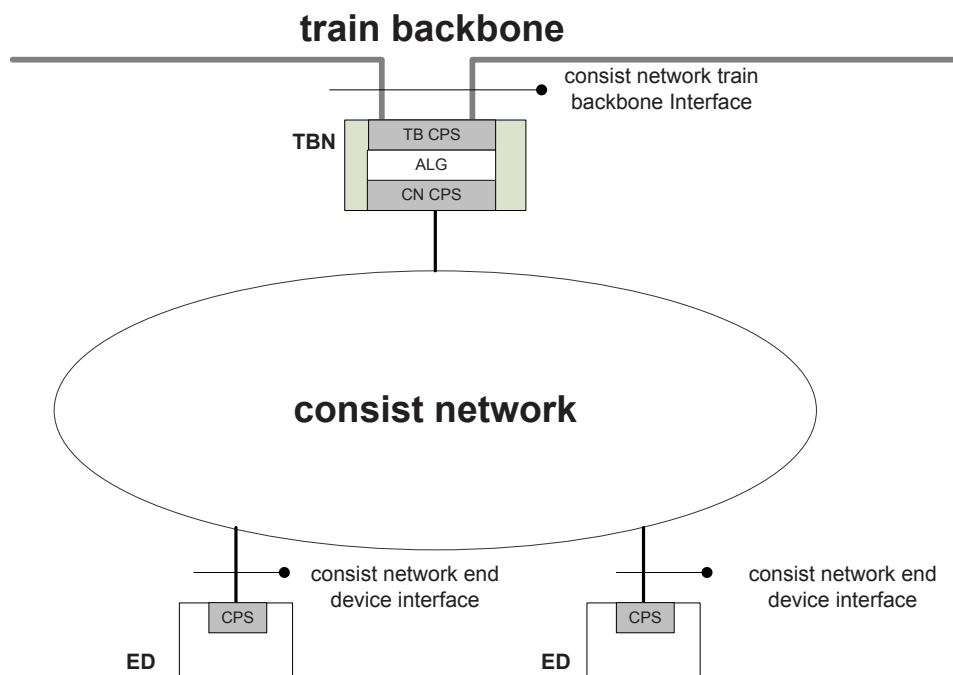 train backbone
consist network train
backbone Interface
TBN
TB CPS
ALG
CN CPS
consist network
consist network end
device interface
consist network end
device interface
CPS
CPS
ED
ED